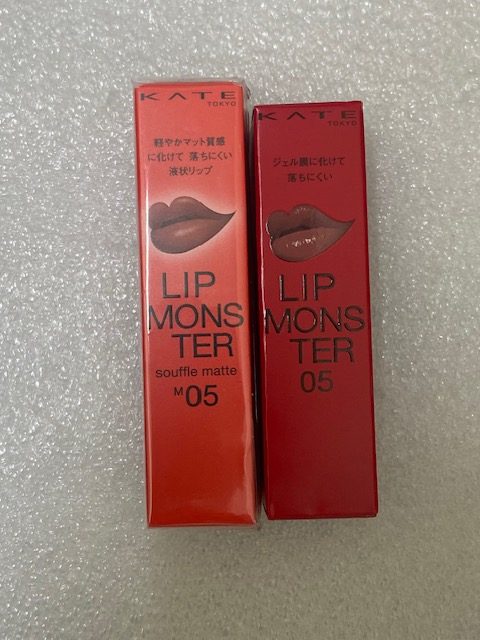 KATE
TOKYO
軽やかマット質感
に化けて 落ちにくい
液状リップ
LIP
MONS
TER
souffle matte
M05
KATE
TOKYO
ジェル膜に化けて
落ちにくい
LIP
MONS
TER
05